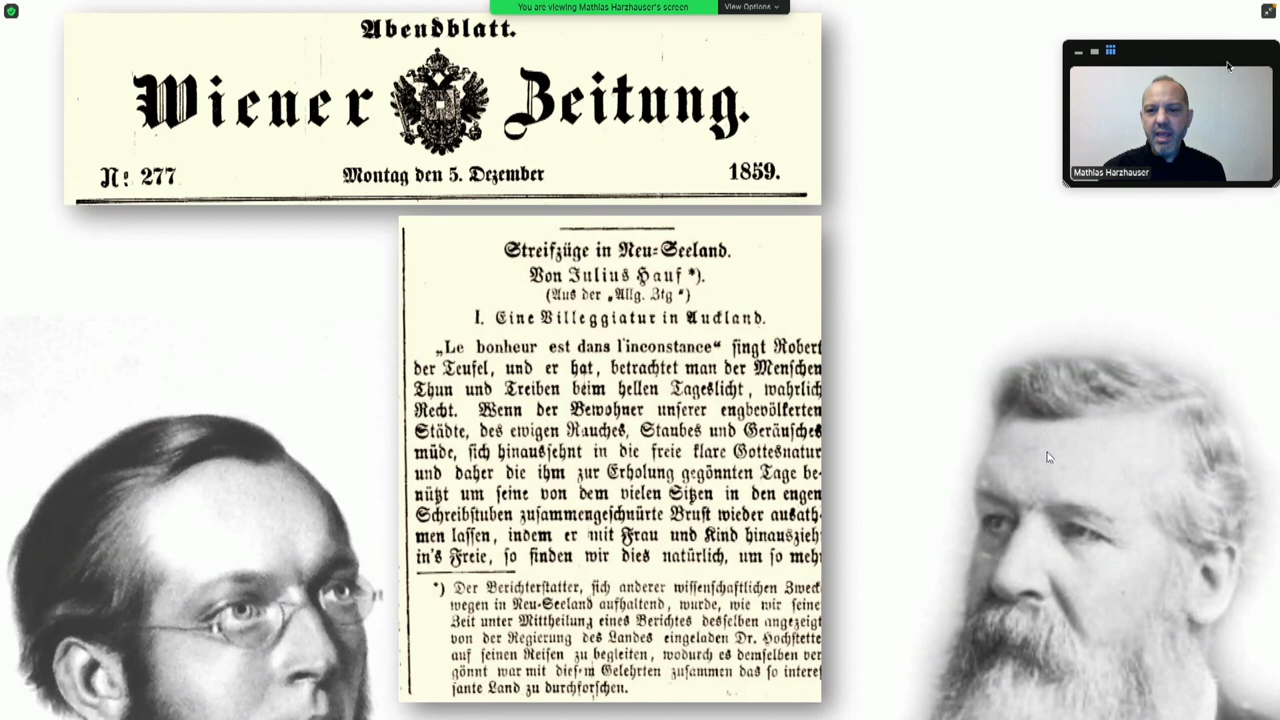 You are viewing Mathias Harzhauser's screen
View Options
Abendblatt.
Wiener Zeitung.
Nº 277
Montag den 5. Dezember
1859.
Mathias Harzhauser
Streifzüge in Neu-Seeland.
Von Julius Hauf *).
(Aus der „Allg. Ztg “)
I. Eine Villeggiatur in Auckland.
„Le bonheur est dans l'inconstance“ singt Robert
der Teufel, und er hat, betrachtet man der Menschen
Thun und Treiben beim hellen Tageslicht, wahrlich
Recht. Wenn der Bewohner unserer engbevölkerten
Städte, des ewigen Rauches, Staubes und Geräusches
müde, sich hinaussehnt in die freie klare Gottesnatur
und daher die ihm zur Erholung gegönnten Tage be-
nützt um seine von dem vielen Sitzen in den engen
Schreibstuben zusammengeschnürte Brust wieder ausath-
men lassen, indem er mit Frau und Kind hinauszieh
in's Freie, so finden wir dies natürlich, um so meh
*) Der Berichterstatter, sich anderer wissenschaftlichen Zweck
wegen in Neu-Seeland aufhaltend, wurde, wie wir seine
Zeit unter Mittheilung eines Berichtes desselben angezeigt
von der Regierung des Landes eingeladen Dr. Hochstette
auf seinen Reisen zu begleiten, wodurch es demselben ver
gönnt war mit diesem Gelehrten zusammen das so interes
sante Land zu durchforschen.